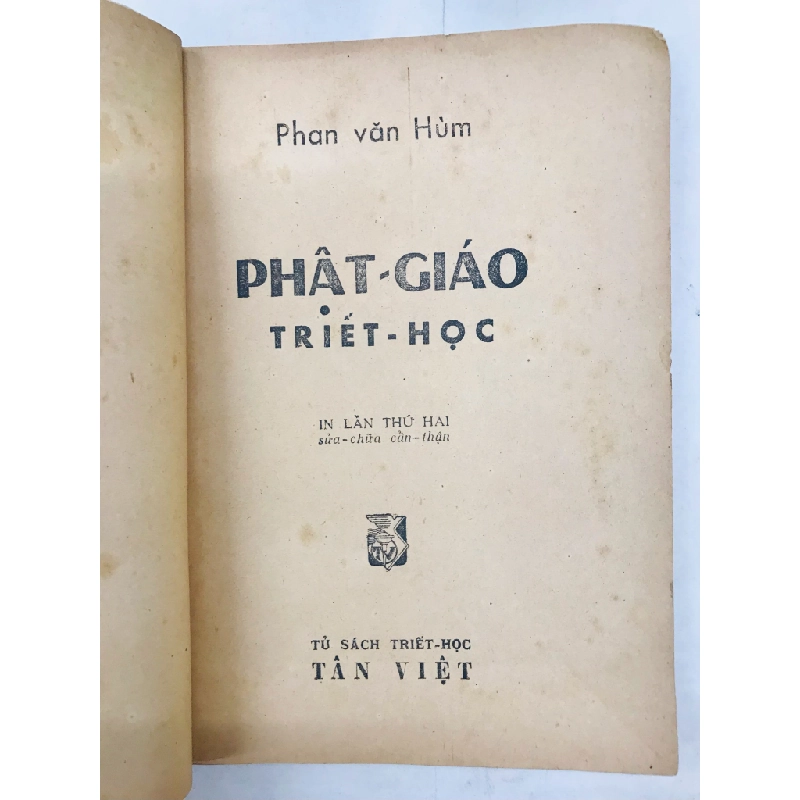 Phan văn Hùm
PHẬT-GIÁO
TRIẾT-HỌC
IN LẦN THỨ HAI
sửa-chữa cẩn-thận
TV
TỦ SÁCH TRIẾT-HỌC
TÂN VIỆT